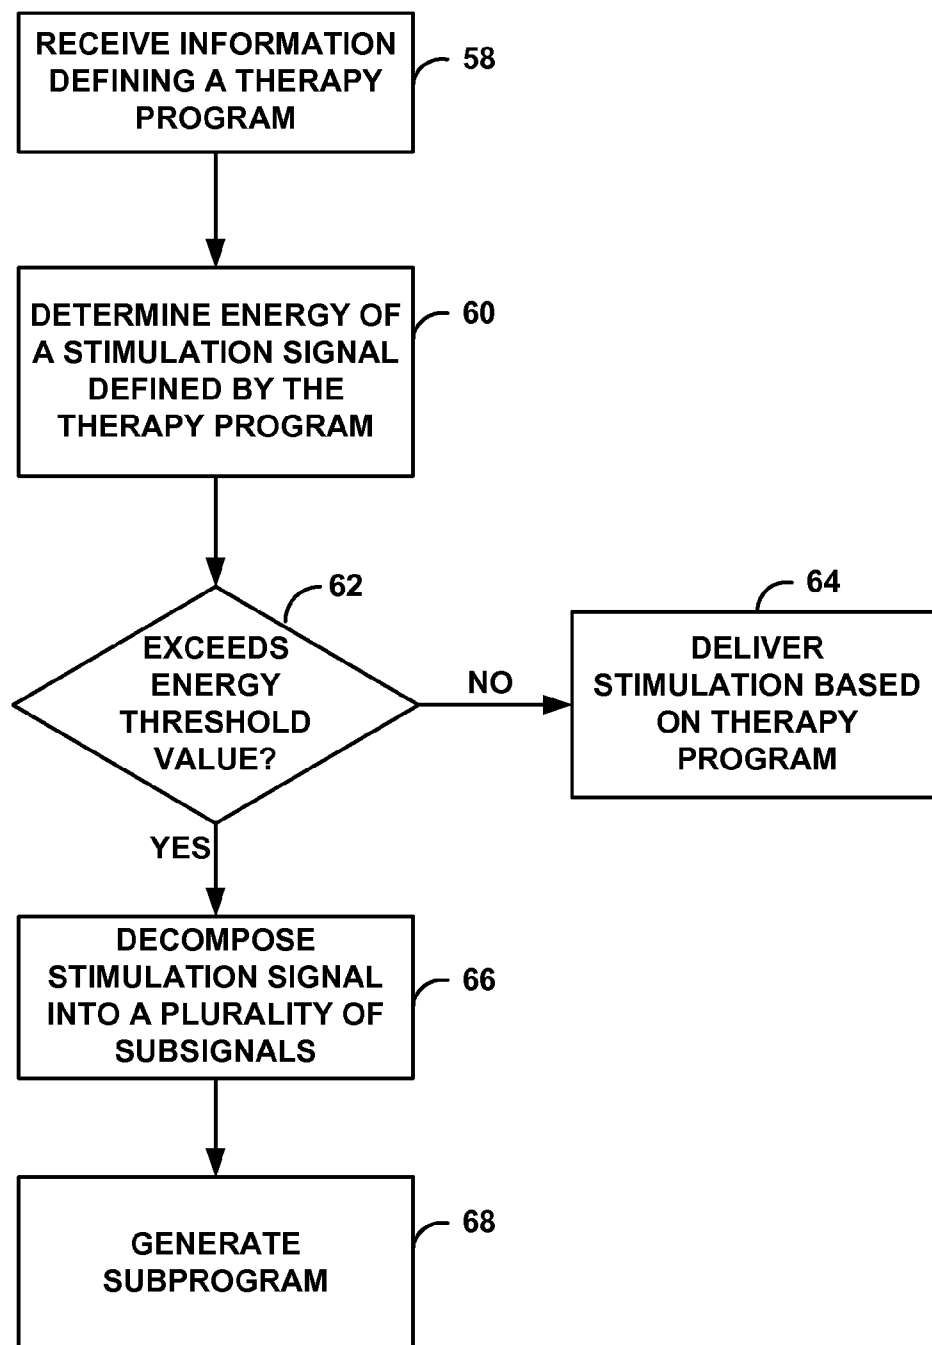 RECEIVE INFORMATION
DEFINING A THERAPY
PROGRAM
58
DETERMINE ENERGY OF
A STIMULATION SIGNAL
DEFINED BY THE
THERAPY PROGRAM
60
62
EXCEEDS
ENERGY
THRESHOLD
VALUE?
NO
64
DELIVER
STIMULATION BASED
ON THERAPY
PROGRAM
YES
DECOMPOSE
STIMULATION SIGNAL
INTO A PLURALITY OF
SUBSIGNALS
66
GENERATE
SUBPROGRAM
68